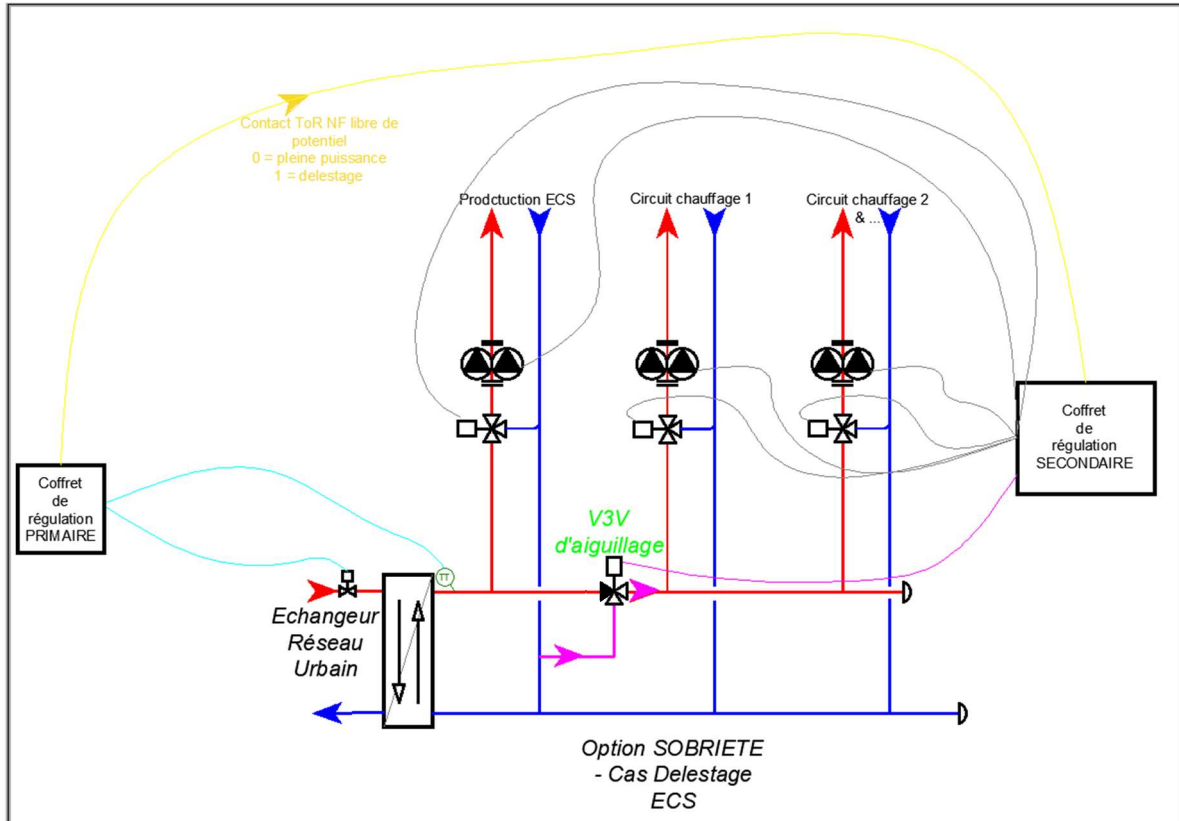 Contact ToR NF libre de
potentiel
0 = pleine puissance
1 = delestage
Prodctuction ECS
Circuit chauffage 1
Circuit chauffage 2
& ...
Coffret
de
régulation
SECONDAIRE
Coffret
de
régulation
PRIMAIRE
V3V
d'aiguillage
TT
Echangeur
Réseau
Urbain
Option SOBRIETE
- Cas Delestage
ECS